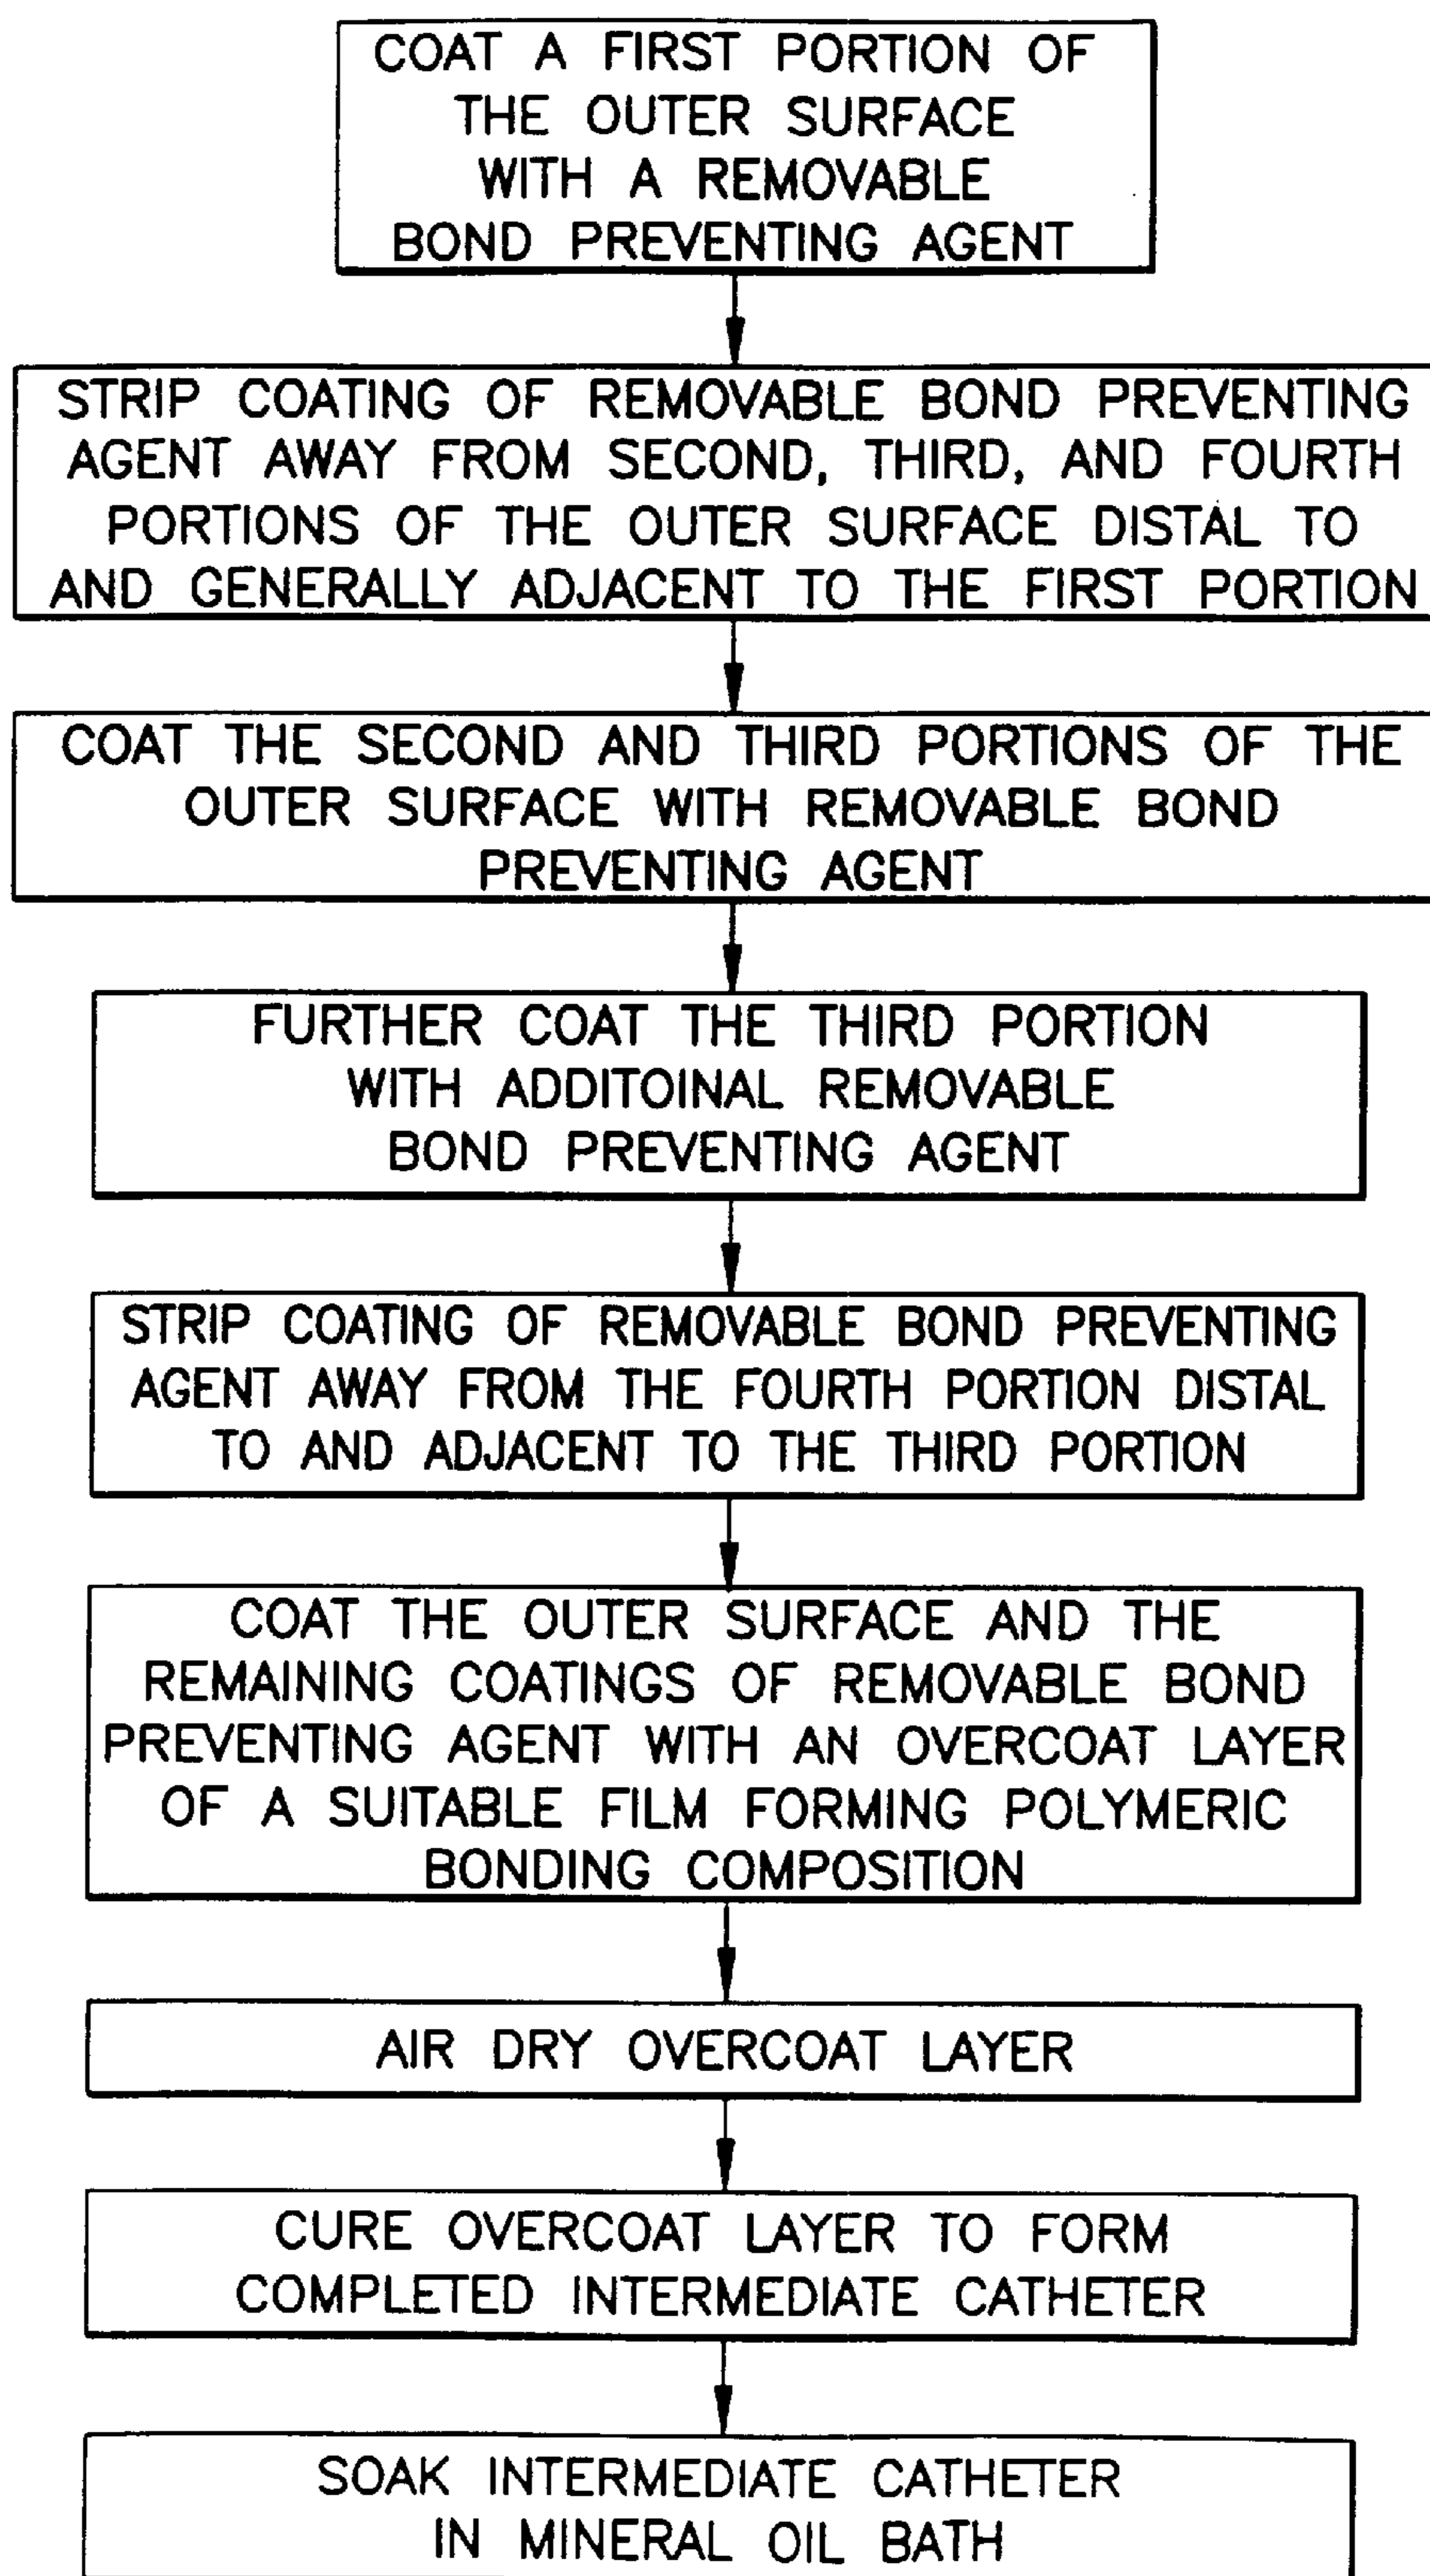 COAT A FIRST PORTION OF
THE OUTER SURFACE
WITH A REMOVABLE
BOND PREVENTING AGENT
STRIP COATING OF REMOVABLE BOND PREVENTING
AGENT AWAY FROM SECOND, THIRD, AND FOURTH
PORTIONS OF THE OUTER SURFACE DISTAL TO
AND GENERALLY ADJACENT TO THE FIRST PORTION
COAT THE SECOND AND THIRD PORTIONS OF THE
OUTER SURFACE WITH REMOVABLE BOND
PREVENTING AGENT
FURTHER COAT THE THIRD PORTION
WITH ADDITOINAL REMOVABLE
BOND PREVENTING AGENT
STRIP COATING OF REMOVABLE BOND PREVENTING
AGENT AWAY FROM THE FOURTH PORTION DISTAL
TO AND ADJACENT TO THE THIRD PORTION
COAT THE OUTER SURFACE AND THE
REMAINING COATINGS OF REMOVABLE BOND
PREVENTING AGENT WITH AN OVERCOAT LAYER
OF A SUITABLE FILM FORMING POLYMERIC
BONDING COMPOSITION
AIR DRY OVERCOAT LAYER
CURE OVERCOAT LAYER TO FORM
COMPLETED INTERMEDIATE CATHETER
SOAK INTERMEDIATE CATHETER
IN MINERAL OIL BATH